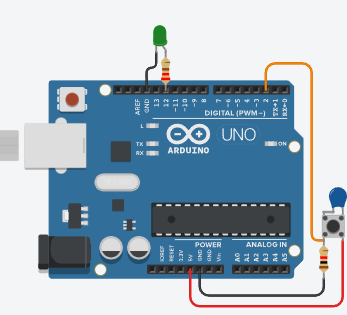 AREF
GND
13
12
~11
~10
~9
8
7
~6
~5
4
~3
2
TX→1
RX←0
DIGITAL (PWM~)
L
TX
RX
UNO
ARDUINO
ON
IOREF
RESET
3.3V
5V
GND
GND
Vin
POWER
A0
A1
A2
A3
A4
A5
ANALOG IN